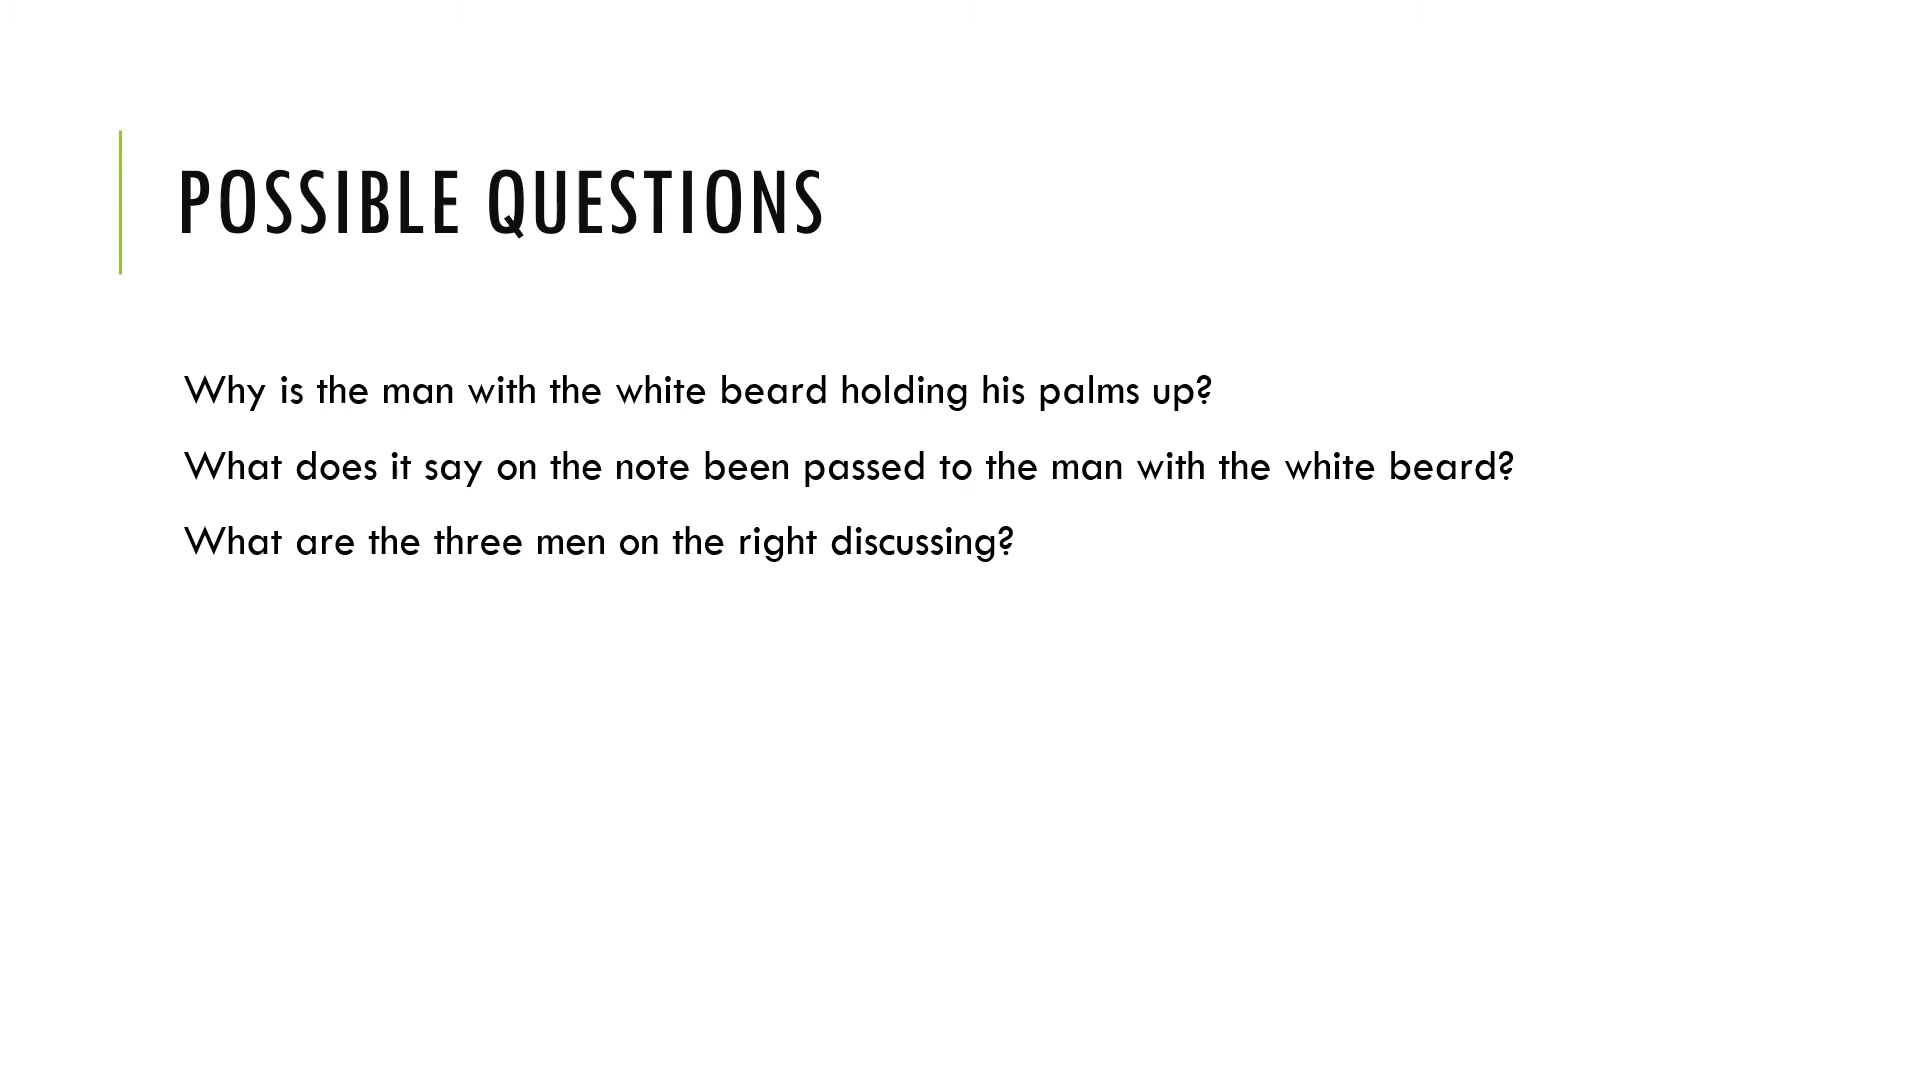 POSSIBLE QUESTIONS
Why is the man with the white beard holding his palms up?
What does it say on the note been passed to the man with the white beard?
What are the three men on the right discussing?